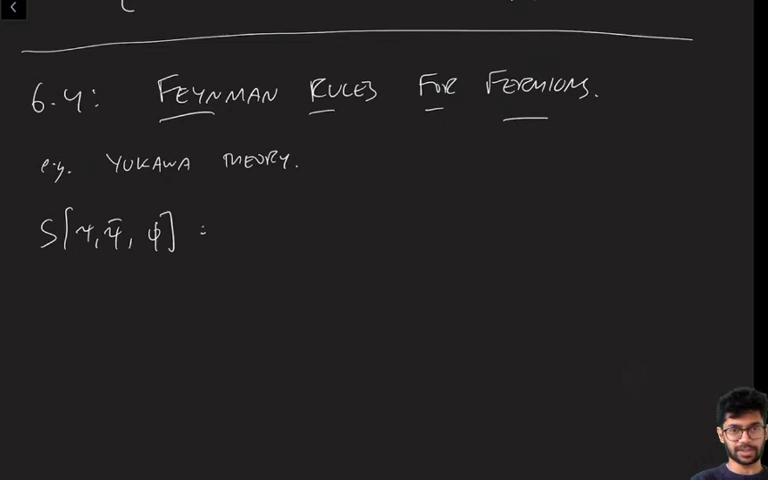 6.4: FEYNMAN RULES FOR FERMIONS.
e.g. YUKAWA THEORY.
S[ψ, ψ̄, φ] =